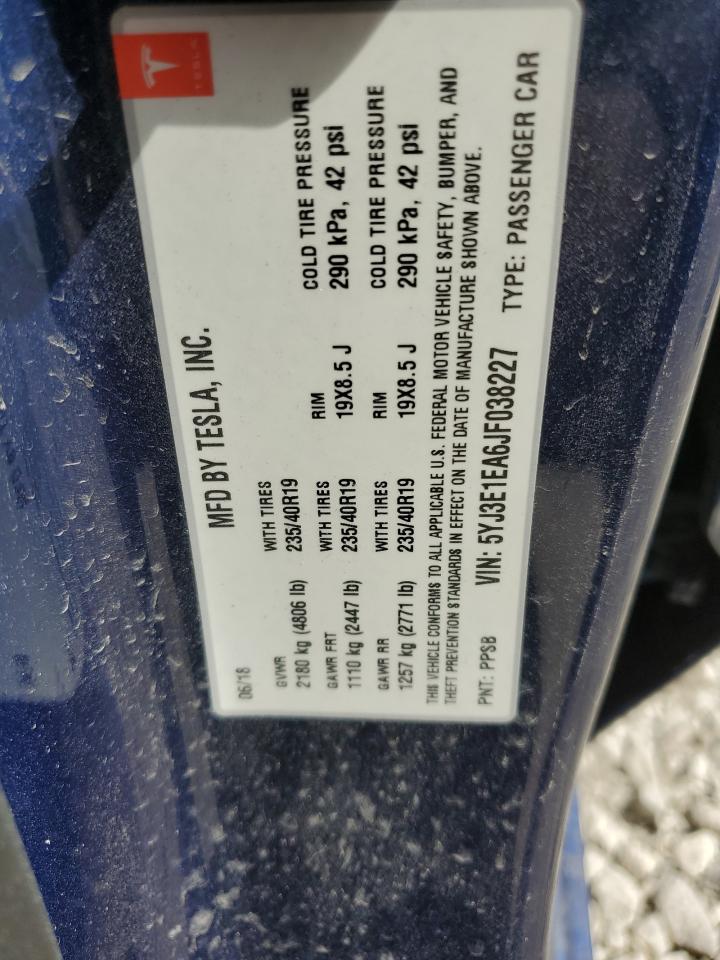 TESLA
MFD BY TESLA, INC.
06/18
GVWR WITH TIRES RIM COLD TIRE PRESSURE
2180 kg (4806 lb) 235/40R19 19X8.5 J 290 kPa, 42 psi
GAWR FRT WITH TIRES RIM COLD TIRE PRESSURE
1110 kg (2447 lb) 235/40R19 19X8.5 J 290 kPa, 42 psi
GAWR RR WITH TIRES
1257 kg (2771 lb) 235/40R19
THIS VEHICLE CONFORMS TO ALL APPLICABLE U.S. FEDERAL MOTOR VEHICLE SAFETY, BUMPER, AND
THEFT PREVENTION STANDARDS IN EFFECT ON THE DATE OF MANUFACTURE SHOWN ABOVE.
PNT: PPSB VIN: 5YJ3E1EA6JF038227 TYPE: PASSENGER CAR